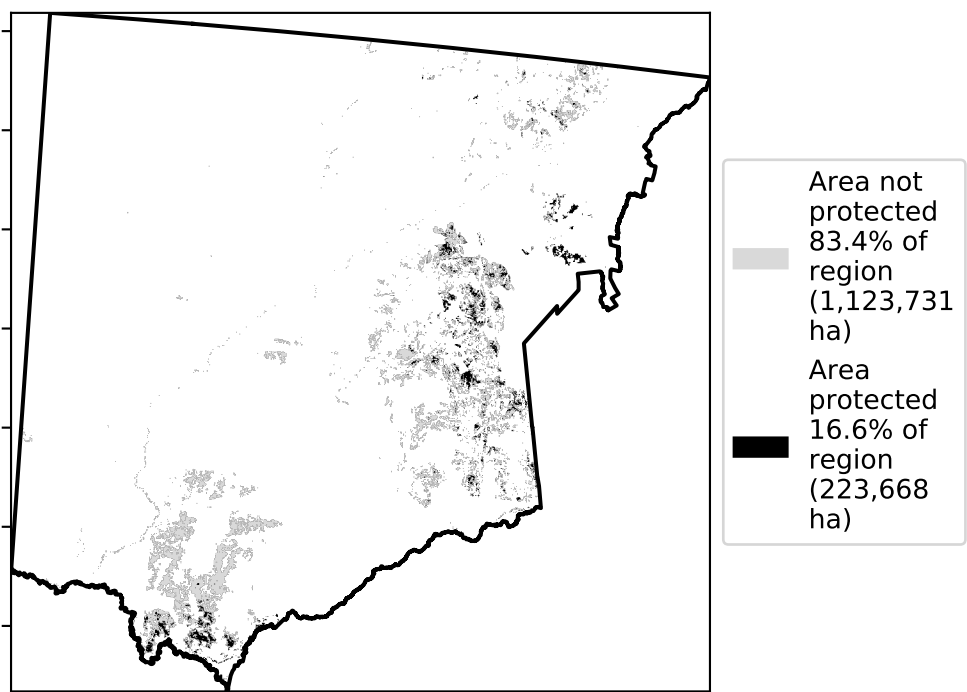 Area not
protected
83.4% of
region
(1,123,731
ha)
Area
protected
16.6% of
region
(223,668
ha)